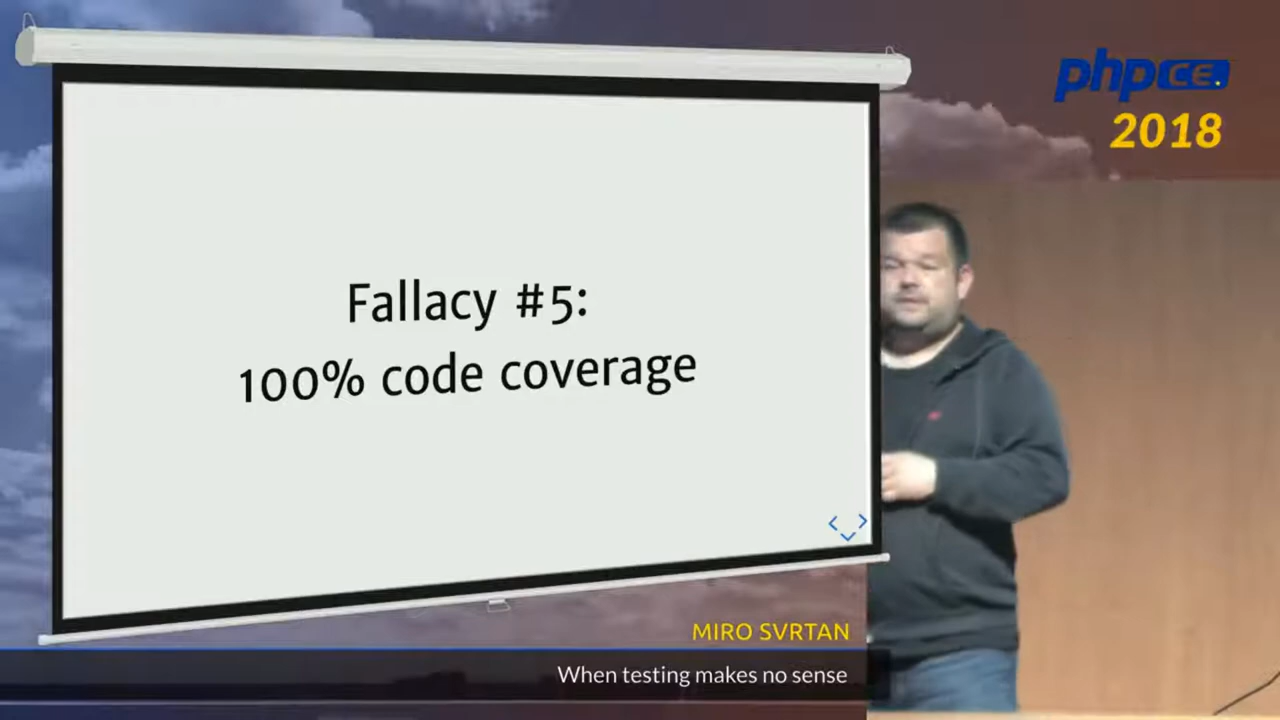 phpCE.
2018
Fallacy #5:
100% code coverage
MIRO SVRTAN
When testing makes no sense